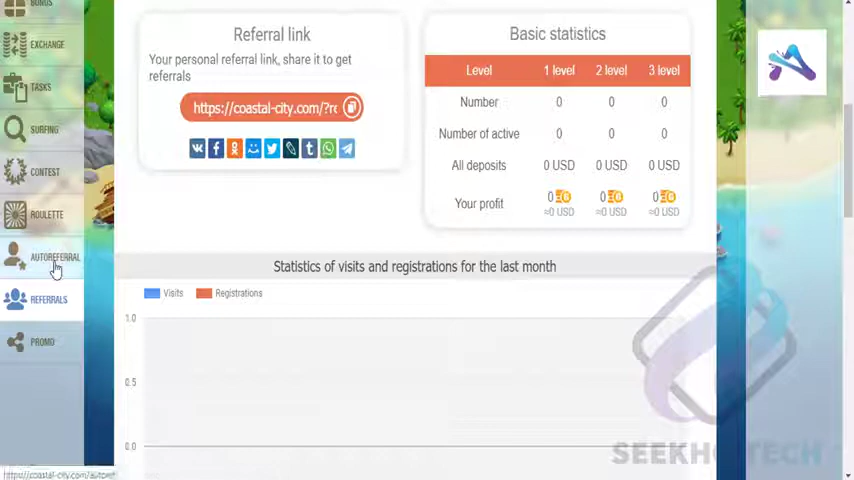 BONUS
EXCHANGE
TASKS
SURFING
CONTEST
ROULETTE
AUTOREFERRAL
REFERRALS
PROMO
Referral link
Your personal referral link, share it to get
referrals
https://coastal-city.com/?r
Basic statistics
Level 1 level 2 level 3 level
Number 0 0 0
Number of active 0 0 0
All deposits 0 USD 0 USD 0 USD
Your profit 0 0 0
≈0 USD ≈0 USD ≈0 USD
Statistics of visits and registrations for the last month
Visits Registrations
1.0
0.5
0.0
SEEKHO TECH
https://coastal-city.com/autoref